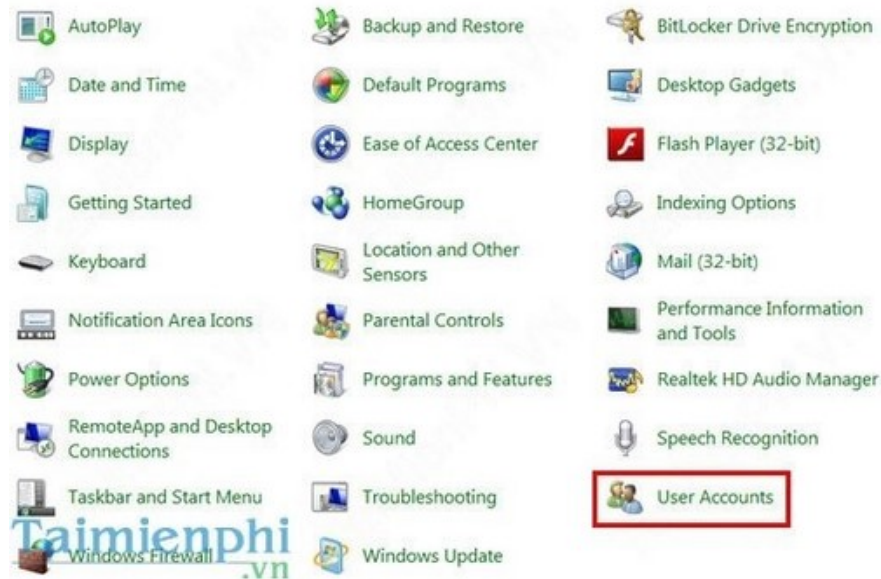 AutoPlay
Backup and Restore
BitLocker Drive Encryption
Date and Time
Default Programs
Desktop Gadgets
Display
Ease of Access Center
Flash Player (32-bit)
Getting Started
HomeGroup
Indexing Options
Keyboard
Location and Other
Sensors
Mail (32-bit)
Notification Area Icons
Parental Controls
Performance Information
and Tools
Power Options
Programs and Features
Realtek HD Audio Manager
RemoteApp and Desktop
Connections
Sound
Speech Recognition
Taskbar and Start Menu
Troubleshooting
User Accounts
Taimienphi
.vn
Windows Firewall
Windows Update